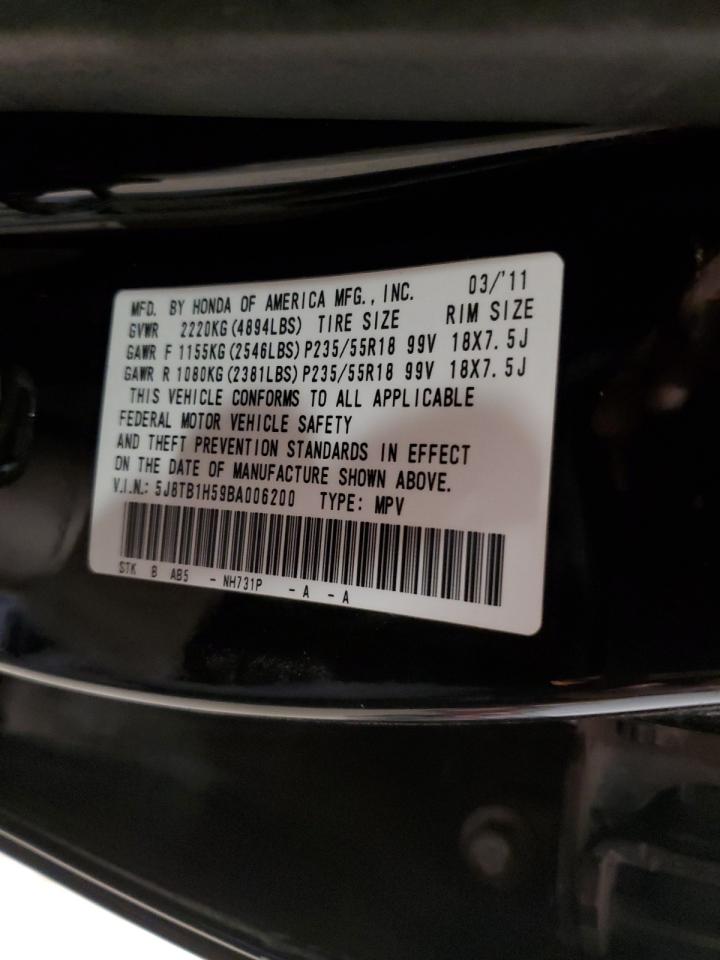 MFD. BY HONDA OF AMERICA MFG., INC. 03/'11
GVWR 2220KG(4894LBS) TIRE SIZE RIM SIZE
GAWR F 1155KG(2546LBS)P235/55R18 99V 18X7.5J
GAWR R 1080KG(2381LBS)P235/55R18 99V 18X7.5J
THIS VEHICLE CONFORMS TO ALL APPLICABLE
FEDERAL MOTOR VEHICLE SAFETY
AND THEFT PREVENTION STANDARDS IN EFFECT
ON THE DATE OF MANUFACTURE SHOWN ABOVE.
V.I.N.: 5J8TB1H59BA006200 TYPE: MPV
STK B AB5 - NH731P - A - A